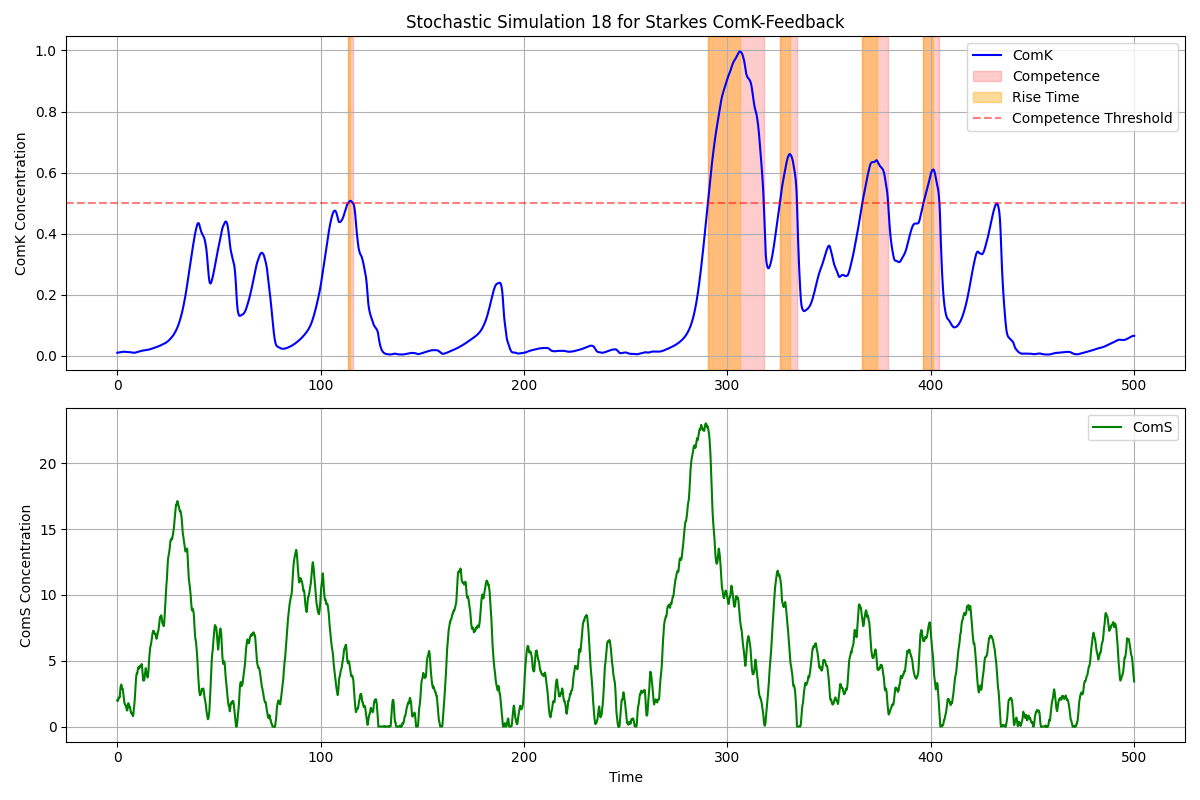 Stochastic Simulation 18 for Starkes ComK-Feedback
ComK Concentration
1.0
0.8
0.6
0.4
0.2
0.0
ComK
Competence
Rise Time
Competence Threshold
0 100 200 300 400 500
ComS Concentration
20
15
10
5
0
ComS
0 100 200 300 400 500
Time